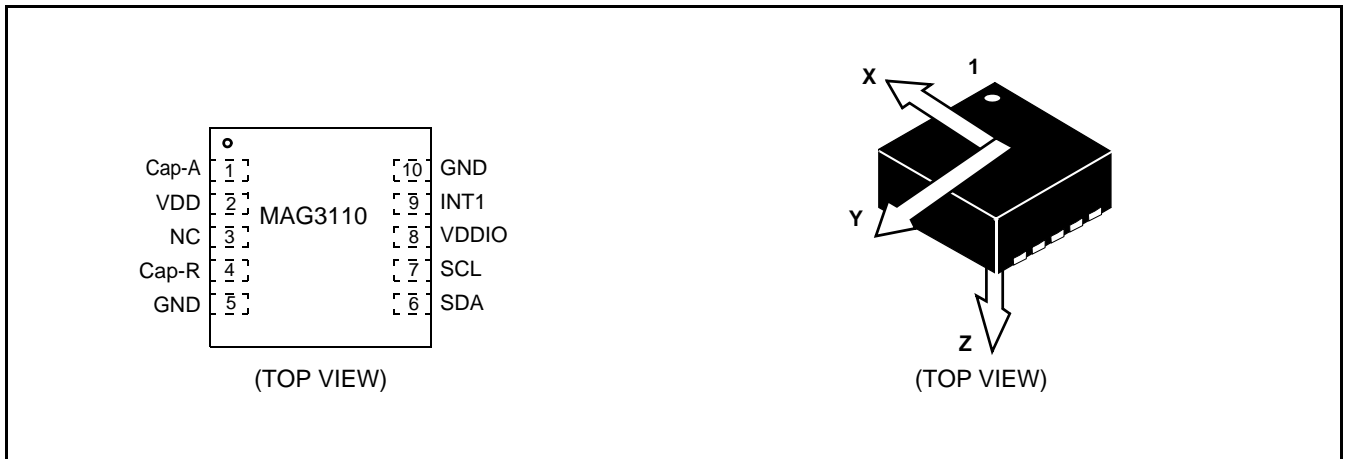 Cap-A 1 10 GND
VDD 2 9 INT1
MAG3110
NC 3 8 VDDIO
Cap-R 4 7 SCL
GND 5 6 SDA
(TOP VIEW)
1
X
Y
Z
(TOP VIEW)